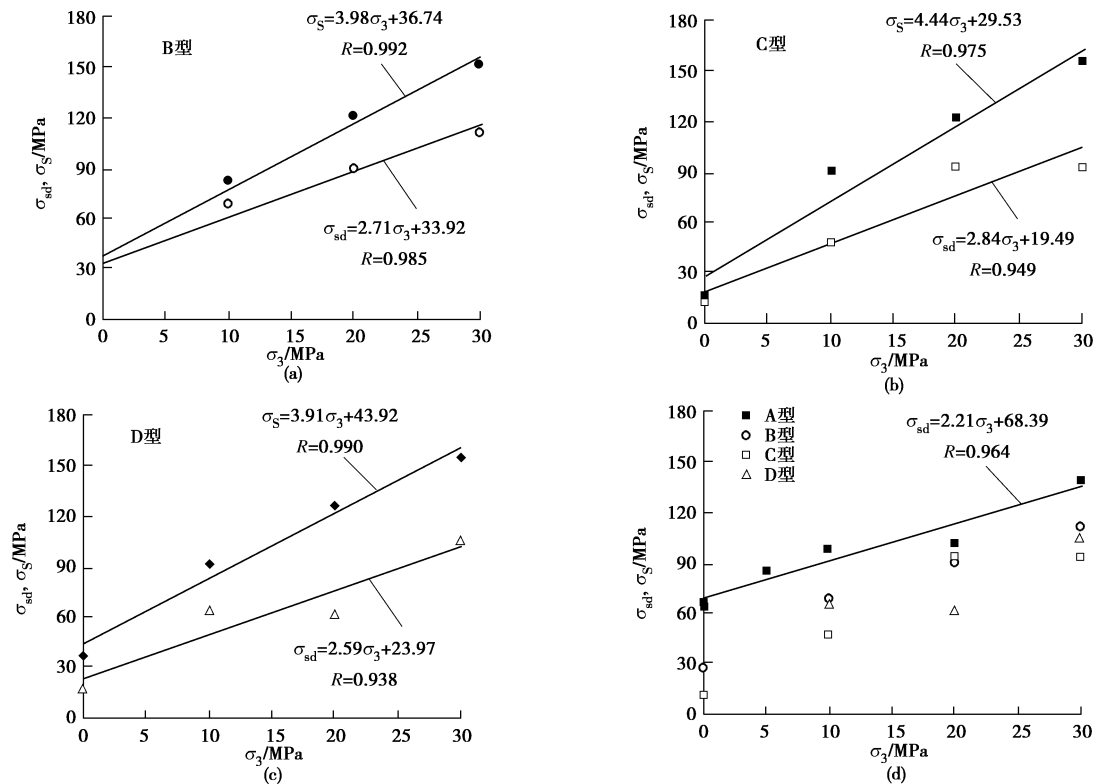 180
150
120
90
60
30
0
σsd, σS/MPa
B型
σS=3.98σ3+36.74
R=0.992
σsd=2.71σ3+33.92
R=0.985
0 5 10 15 20 25 30
σ3/MPa
(a)
180
150
120
90
60
30
0
σsd, σS/MPa
C型
σS=4.44σ3+29.53
R=0.975
σsd=2.84σ3+19.49
R=0.949
0 5 10 15 20 25 30
σ3/MPa
(b)
180
150
120
90
60
30
0
σsd, σS/MPa
D型
σS=3.91σ3+43.92
R=0.990
σsd=2.59σ3+23.97
R=0.938
0 5 10 15 20 25 30
σ3/MPa
(c)
180
150
120
90
60
30
0
σsd, σS/MPa
A型
B型
C型
D型
σsd=2.21σ3+68.39
R=0.964
0 5 10 15 20 25 30
σ3/MPa
(d)